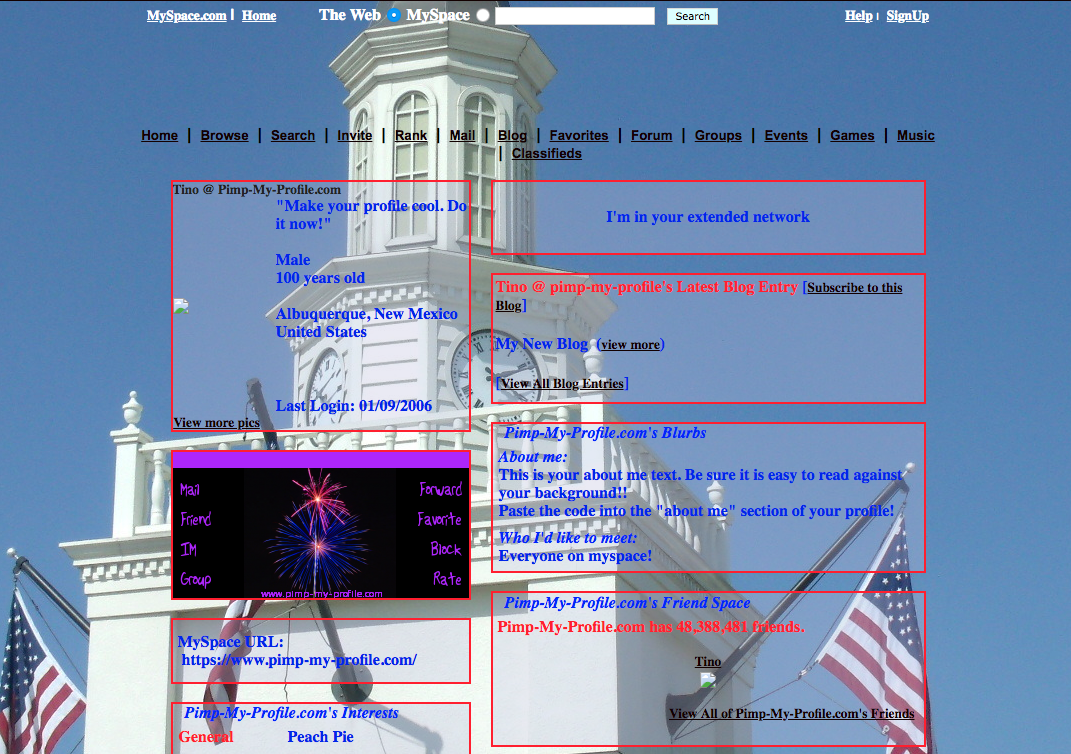 MySpace.com | Home
The Web MySpace Search
Help | SignUp
Home | Browse | Search | Invite | Rank | Mail | Blog | Favorites | Forum | Groups | Events | Games | Music
| Classifieds
Tino @ Pimp-My-Profile.com
"Make your profile cool. Do
it now!"
Male
100 years old
Albuquerque, New Mexico
United States
Last Login: 01/09/2006
View more pics
Mail
Friend
IM
Group
Forward
Favorite
Block
Rate
www.pimp-my-profile.com
MySpace URL:
https://www.pimp-my-profile.com/
Pimp-My-Profile.com's Interests
General Peach Pie
I'm in your extended network
Tino @ pimp-my-profile's Latest Blog Entry [Subscribe to this
Blog]
My New Blog (view more)
[View All Blog Entries]
Pimp-My-Profile.com's Blurbs
About me:
This is your about me text. Be sure it is easy to read against
your background!!
Paste the code into the "about me" section of your profile!
Who I'd like to meet:
Everyone on myspace!
Pimp-My-Profile.com's Friend Space
Pimp-My-Profile.com has 48,388,481 friends.
Tino
View All of Pimp-My-Profile.com's Friends